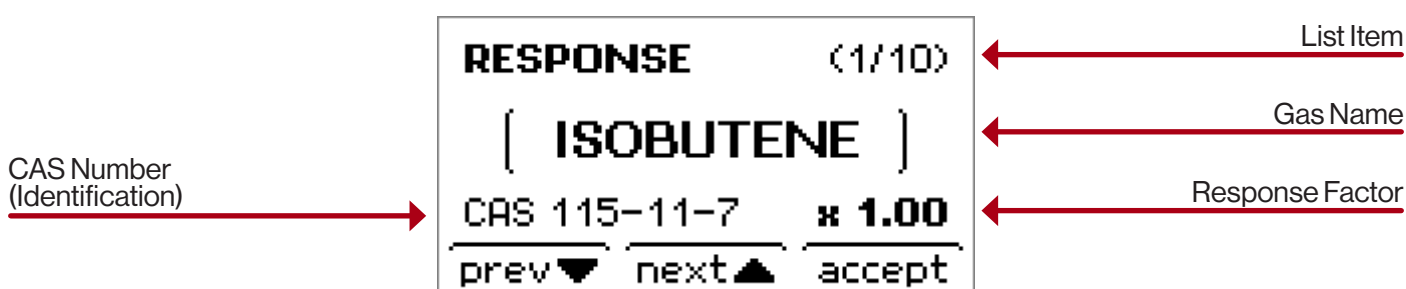 RESPONSE (1/10)
List Item
[ ISOBUTENE ]
Gas Name
CAS Number
(Identification)
CAS 115-11-7 x 1.00
Response Factor
prev▼ next▲ accept